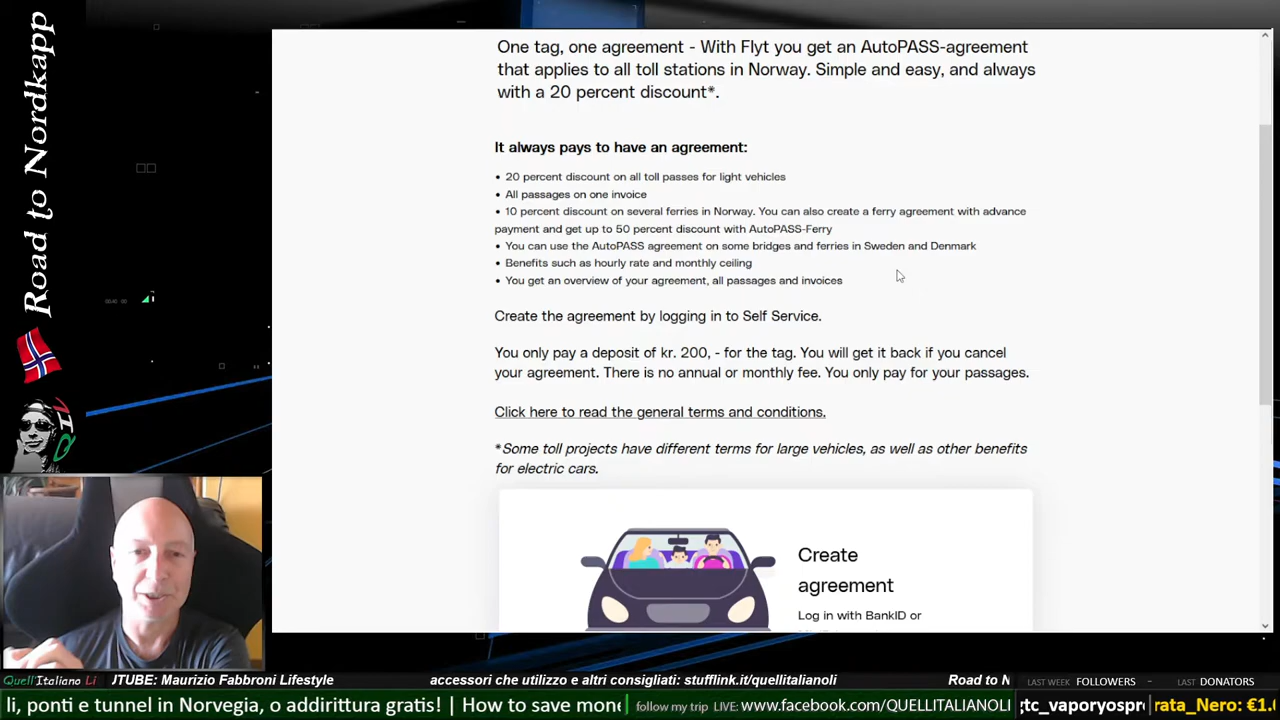 Road to Nordkapp
QIL
One tag, one agreement - With Flyt you get an AutoPASS-agreement
that applies to all toll stations in Norway. Simple and easy, and always
with a 20 percent discount*.
It always pays to have an agreement:
• 20 percent discount on all toll passes for light vehicles
• All passages on one invoice
• 10 percent discount on several ferries in Norway. You can also create a ferry agreement with advance
payment and get up to 50 percent discount with AutoPASS-Ferry
• You can use the AutoPASS agreement on some bridges and ferries in Sweden and Denmark
• Benefits such as hourly rate and monthly ceiling
• You get an overview of your agreement, all passages and invoices
Create the agreement by logging in to Self Service.
You only pay a deposit of kr. 200, - for the tag. You will get it back if you cancel
your agreement. There is no annual or monthly fee. You only pay for your passages.
Click here to read the general terms and conditions.
*Some toll projects have different terms for large vehicles, as well as other benefits
for electric cars.
Create
agreement
Log in with BankID or
Quell'Italiano Li JTUBE: Maurizio Fabbroni Lifestyle accessori che utilizzo e altri consigliati: stufflink.it/quellitalianoli Road to N LAST WEEK FOLLOWERS LAST DONATORS
li, ponti e tunnel in Norvegia, o addirittura gratis! | How to save mone follow my trip LIVE: www.facebook.com/QUELLITALIANOLI gtc_vaporyospr rata_Nero: €1.0